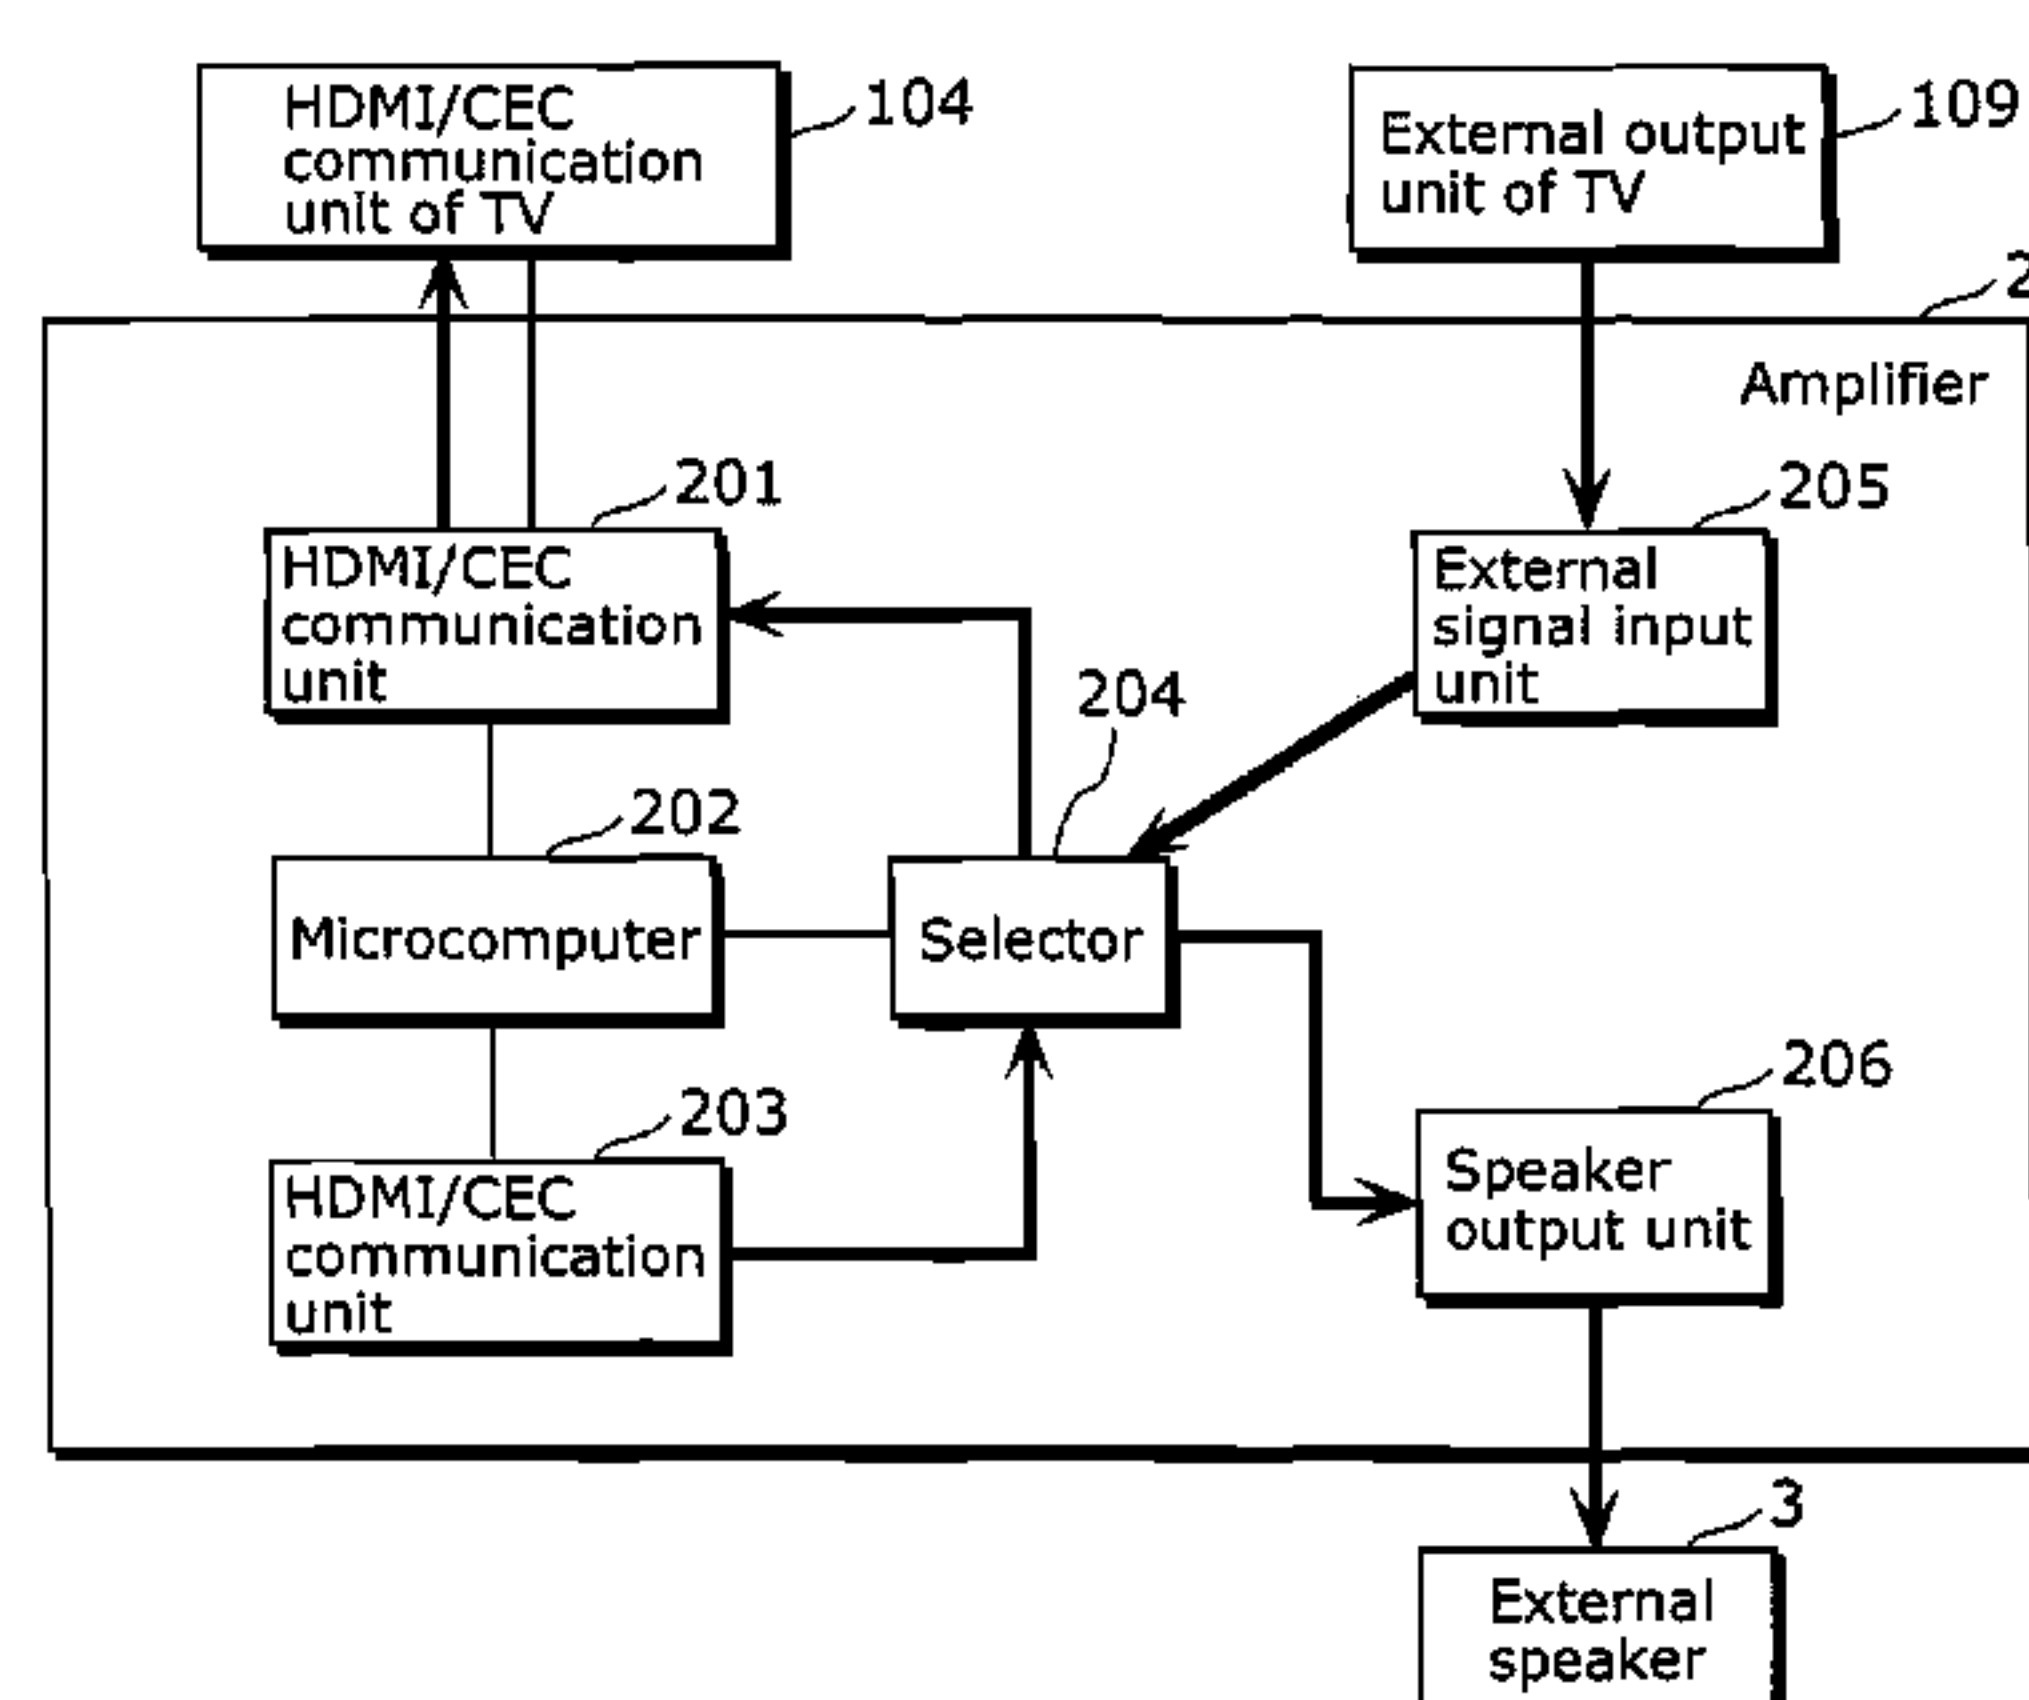 HDMI/CEC
communication
unit of TV
104
External output
unit of TV
109
2
Amplifier
201
HDMI/CEC
communication
unit
205
External
signal input
unit
204
202
Microcomputer
Selector
203
HDMI/CEC
communication
unit
206
Speaker
output unit
3
External
speaker